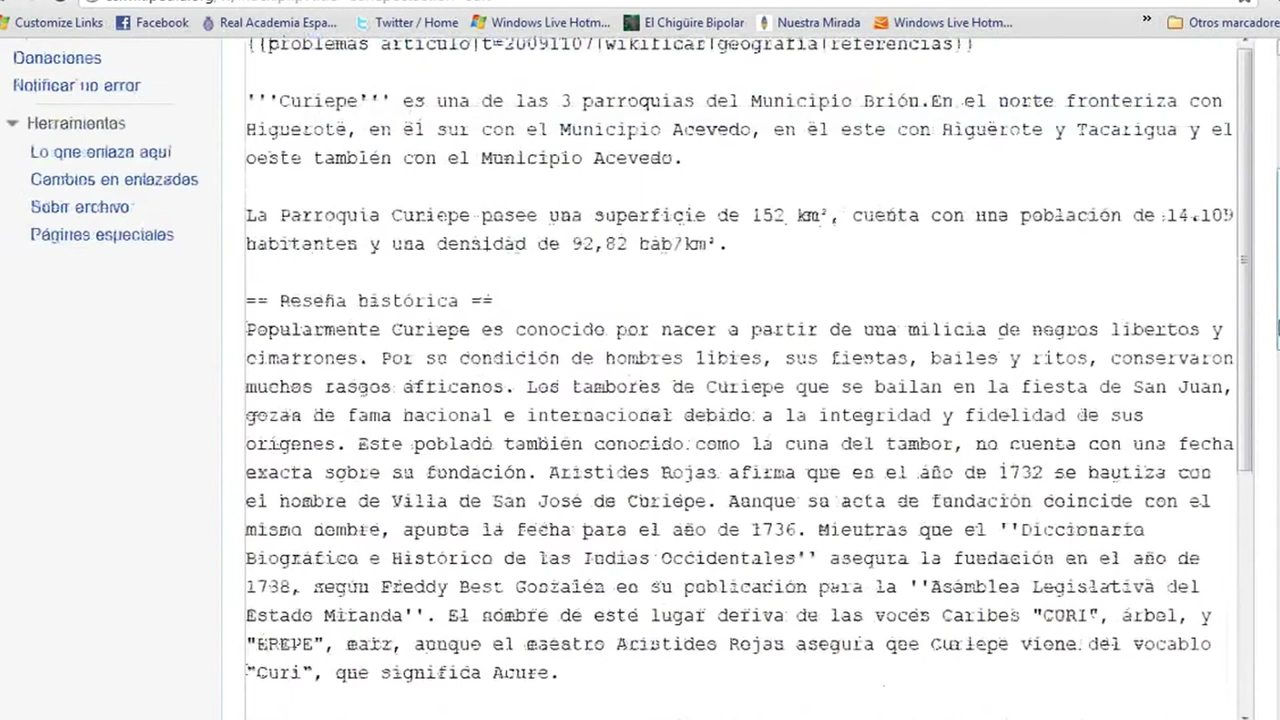 Customize Links Facebook Real Academia Espa... Twitter / Home Windows Live Hotm... El Chigüire Bipolar Nuestra Mirada Windows Live Hotm... » Otros marcadores
Donaciones
Notificar un error
Herramientas
Lo que enlaza aquí
Cambios en enlazadas
Subir archivo
Páginas especiales
{{problemas artículo|t=20091107|wikificar|geografía|referencias}}
'''Curiepe''' es una de las 3 parroquias del Municipio Brión.En el norte fronteriza con
Higuerote, en el sur con el Municipio Acevedo, en el este con Higuerote y Tacarigua y el
oeste también con el Municipio Acevedo.
La Parroquia Curiepe posee una superficie de 152 km², cuenta con una población de 14.109
habitantes y una densidad de 92,82 hab/km².
== Reseña histórica ==
Popularmente Curiepe es conocido por nacer a partir de una milicia de negros libertos y
cimarrones. Por su condición de hombres libres, sus fiestas, bailes y ritos, conservaron
muchos rasgos africanos. Los tambores de Curiepe que se bailan en la fiesta de San Juan,
gozan de fama nacional e internacional debido a la integridad y fidelidad de sus
orígenes. Este poblado también conocido como la cuna del tambor, no cuenta con una fecha
exacta sobre su fundación. Arístides Rojas afirma que es el año de 1732 se bautiza con
el nombre de Villa de San José de Curiepe. Aunque su acta de fundación coincide con el
mismo nombre, apunta la fecha para el año de 1736. Mientras que el ''Diccionario
Biográfico e Histórico de las Indias Occidentales'' asegura la fundación en el año de
1738, según Freddy Best González en su publicación para la ''Asamblea Legislativa del
Estado Miranda''. El nombre de este lugar deriva de las voces Caribes "CURI", árbol, y
"EREPE", maíz, aunque el maestro Arístides Rojas asegura que Curiepe viene del vocablo
"Curi", que significa Acure.